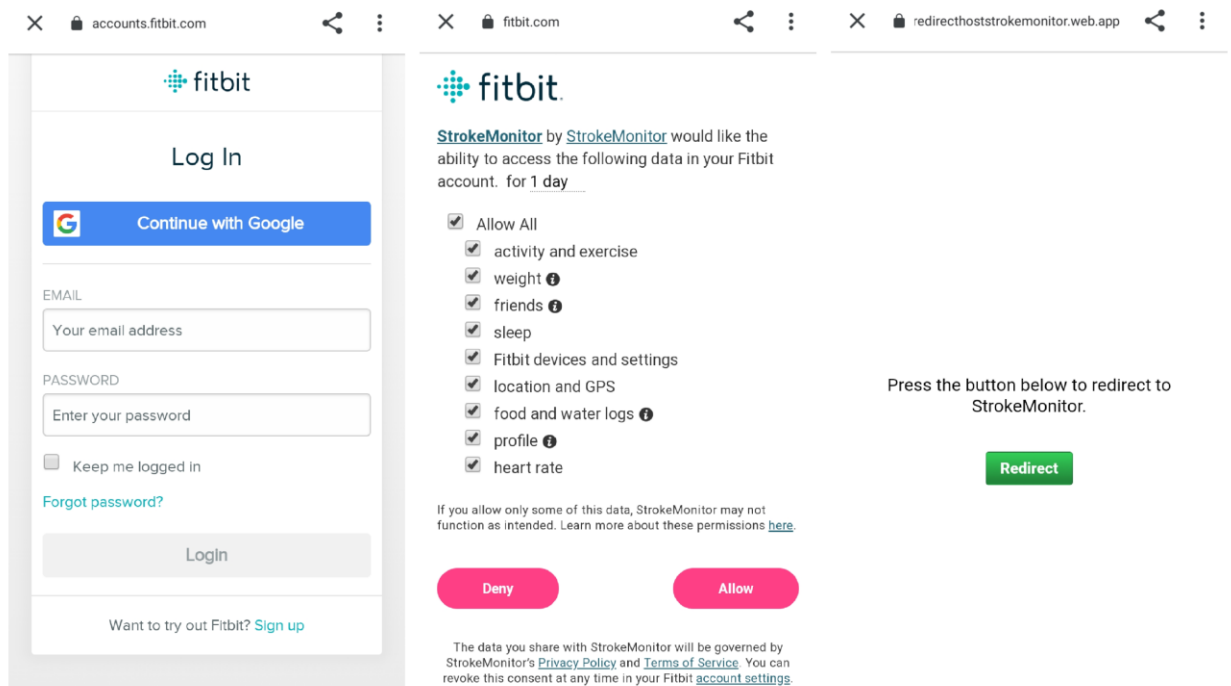 accounts.fitbit.com
fitbit
Log In
Continue with Google
EMAIL
Your email address
PASSWORD
Enter your password
Keep me logged in
Forgot password?
Login
Want to try out Fitbit? Sign up
fitbit.com
fitbit.
StrokeMonitor by StrokeMonitor would like the
ability to access the following data in your Fitbit
account. for 1 day
Allow All
activity and exercise
weight
friends
sleep
Fitbit devices and settings
location and GPS
food and water logs
profile
heart rate
If you allow only some of this data, StrokeMonitor may not
function as intended. Learn more about these permissions here.
Deny
Allow
The data you share with StrokeMonitor will be governed by
StrokeMonitor's Privacy Policy and Terms of Service. You can
revoke this consent at any time in your Fitbit account settings.
redirecthoststrokemonitor.web.app
Press the button below to redirect to
StrokeMonitor.
Redirect